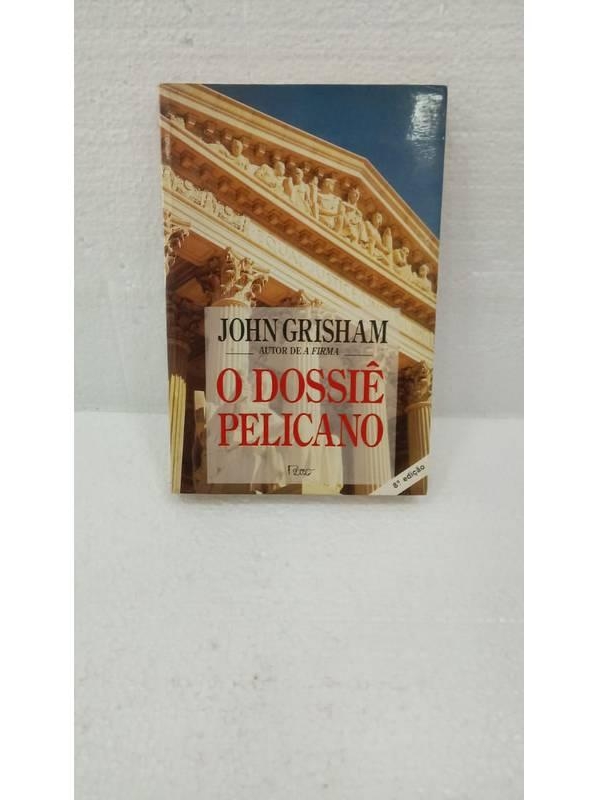 JOHN GRISHAM
AUTOR DE A FIRMA
O DOSSIÊ
PELICANO
Rocco
8ª edição